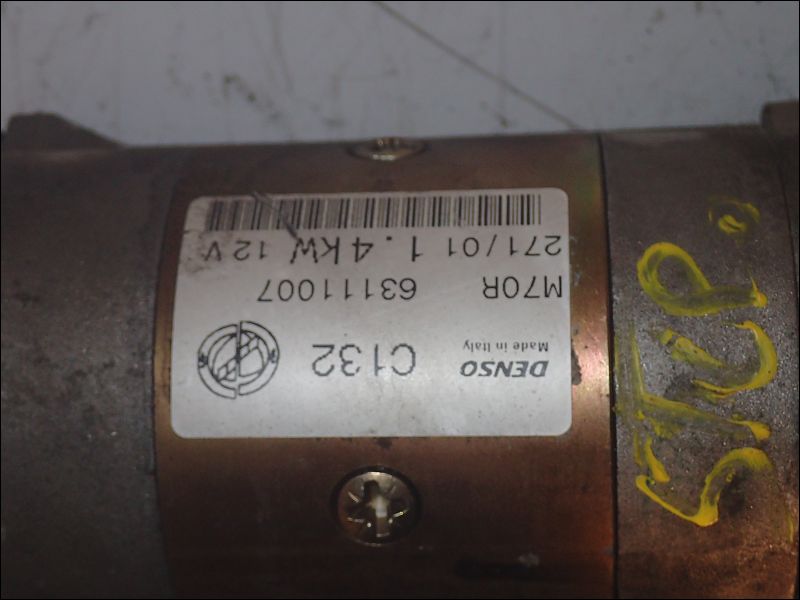 DENSO C132
Made in Italy
M70R 63111007
271/01 1.4kW 12V